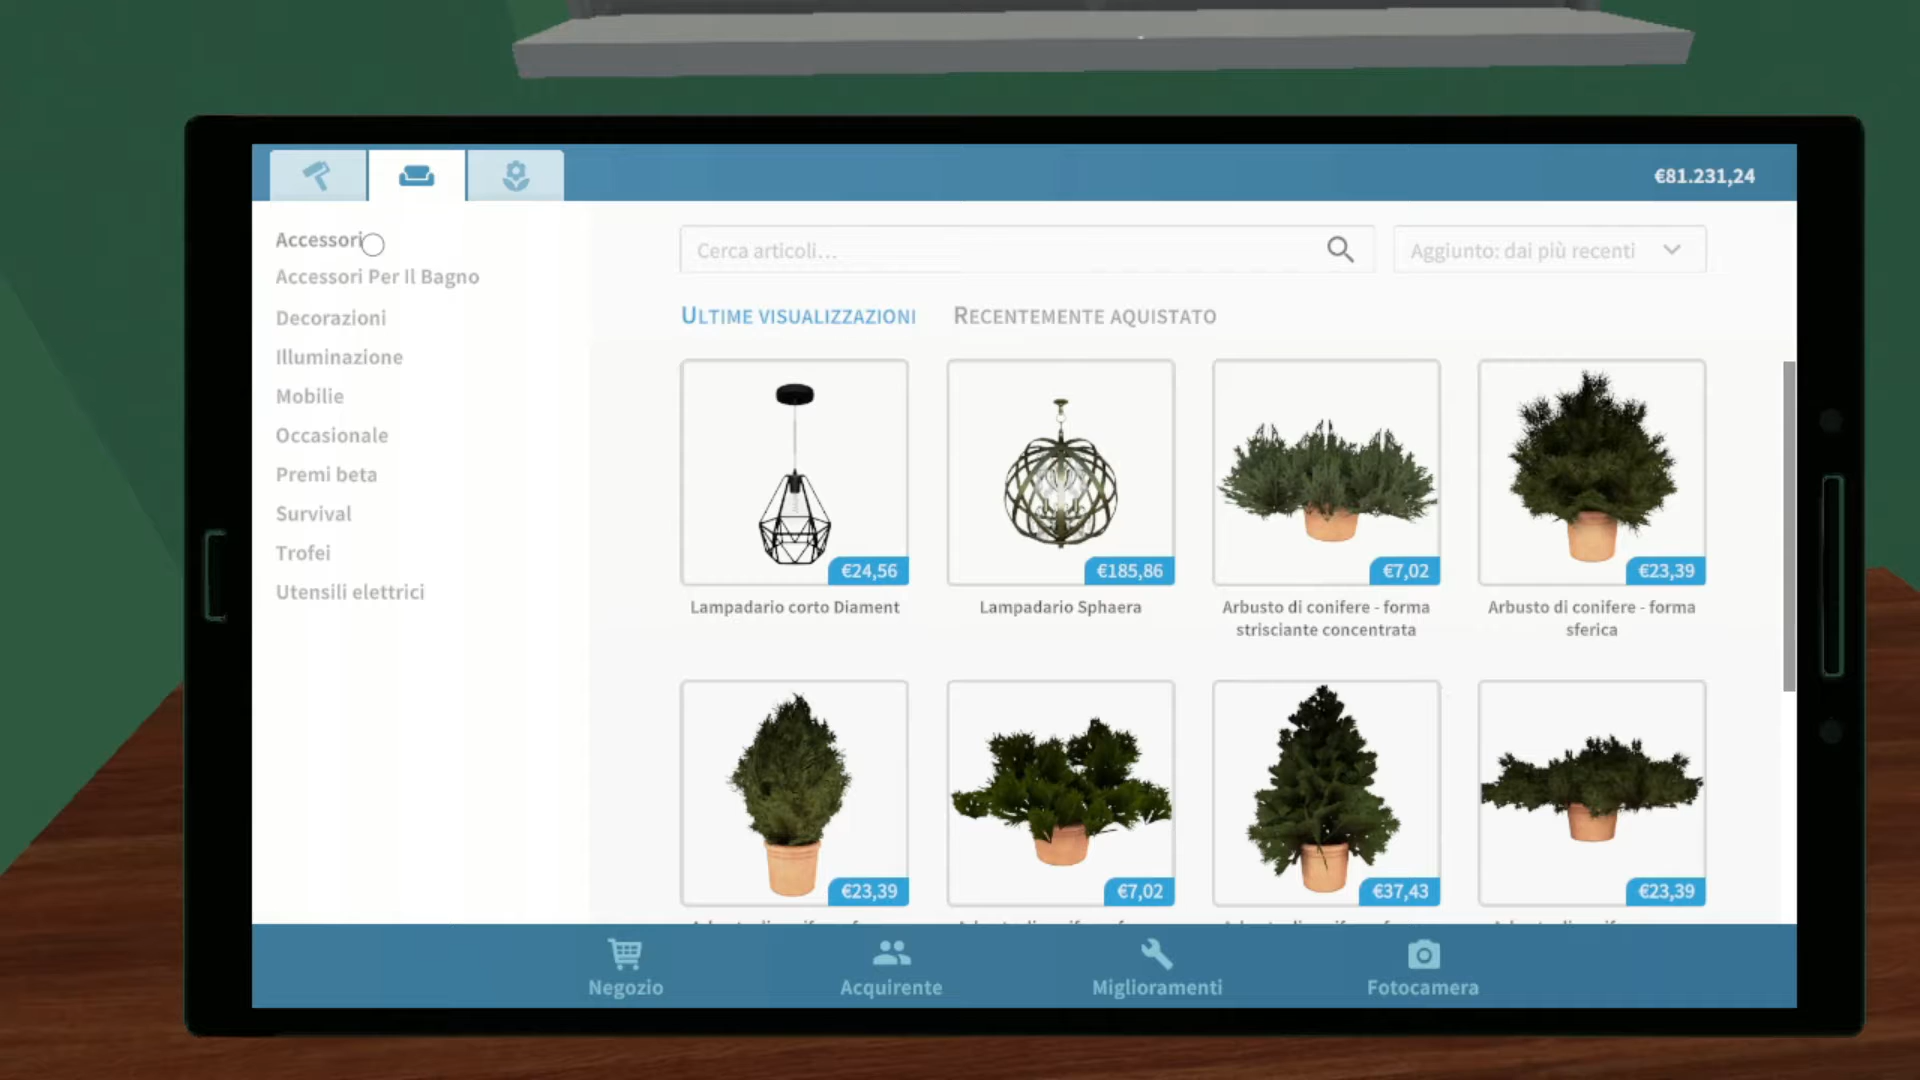 €81.231,24
Accessori
Accessori Per Il Bagno
Decorazioni
Illuminazione
Mobilie
Occasionale
Premi beta
Survival
Trofei
Utensili elettrici
Cerca articoli...
Aggiunto: dai più recenti
ULTIME VISUALIZZAZIONI
RECENTEMENTE AQUISTATO
€24,56
€185,86
€7,02
€23,39
Lampadario corto Diament
Lampadario Sphaera
Arbusto di conifere - forma
strisciante concentrata
Arbusto di conifere - forma
sferica
€23,39
€7,02
€37,43
€23,39
Negozio
Acquirente
Miglioramenti
Fotocamera